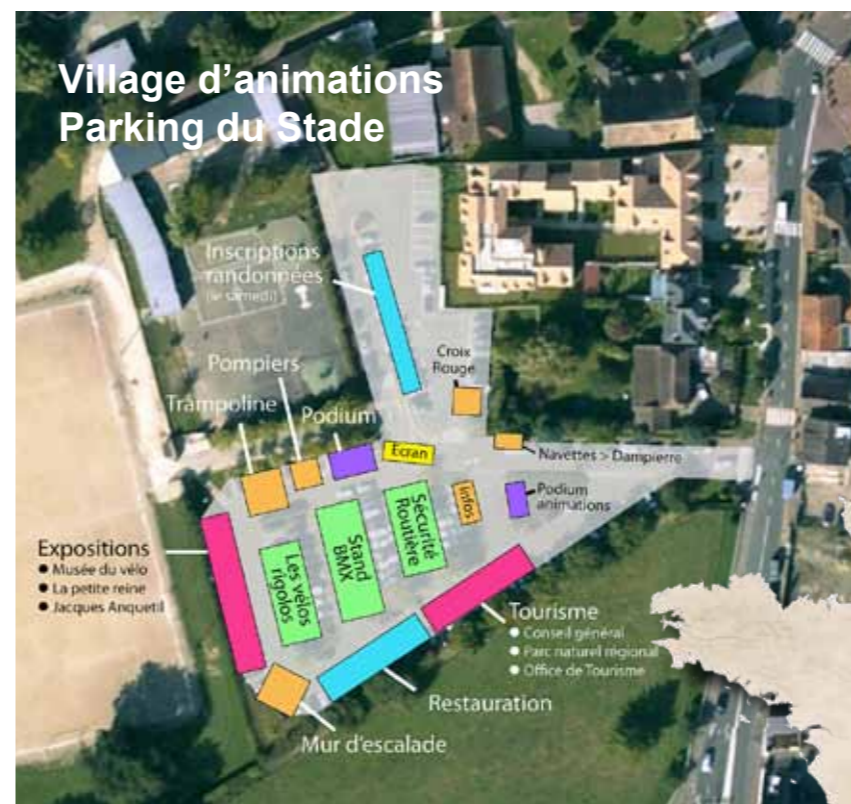 Village d’animations
Parking du Stade
Inscriptions
randonnées
(le samedi)
Pompiers
Trampoline
Podium
Croix
Rouge
Ecran
Navettes > Dampierre
Infos
Podium
animations
Sécurité
Routière
Stand
BMX
Les vélos
rigolos
Expositions
● Musée du vélo
● La petite reine
● Jacques Anquetil
Tourisme
● Conseil général
● Parc naturel régional
● Office de Tourisme
Restauration
Mur d’escalade